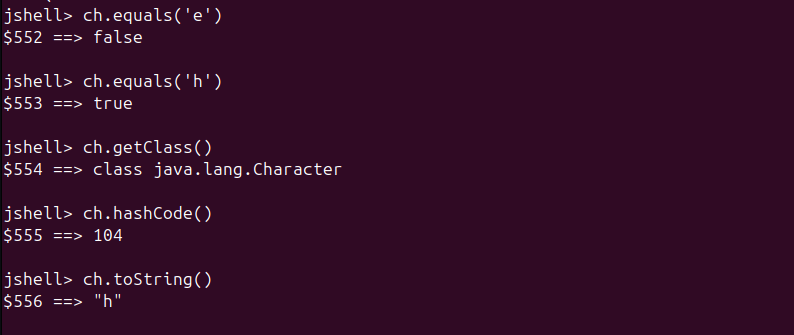 jshell> ch.equals('e')
$552 ==> false
jshell> ch.equals('h')
$553 ==> true
jshell> ch.getClass()
$554 ==> class java.lang.Character
jshell> ch.hashCode()
$555 ==> 104
jshell> ch.toString()
$556 ==> "h"